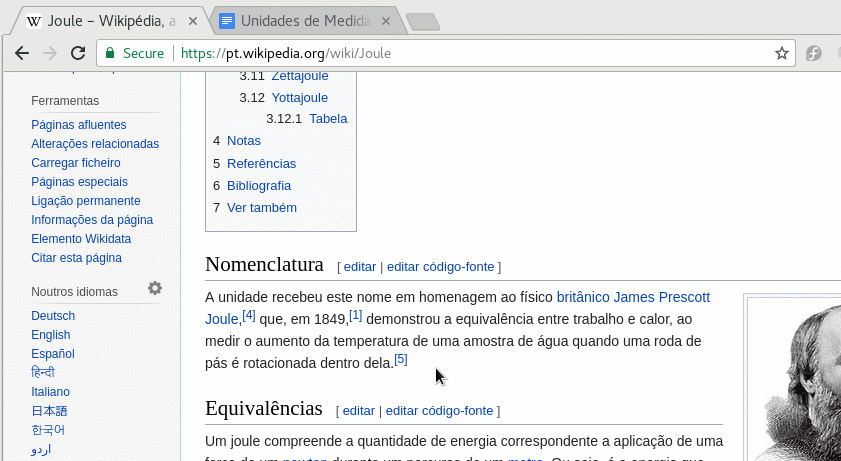 Joule – Wikipédia, a
Unidades de Medida
Secure
https://pt.wikipedia.org/wiki/Joule
3.11 Zettajoule
3.12 Yottajoule
3.12.1 Tabela
4 Notas
5 Referências
6 Bibliografia
7 Ver também
Ferramentas
Páginas afluentes
Alterações relacionadas
Carregar ficheiro
Páginas especiais
Ligação permanente
Informações da página
Elemento Wikidata
Citar esta página
Noutros idiomas
Deutsch
English
Español
हिन्दी
Italiano
日本語
한국어
اردو
Nomenclatura [ editar | editar código-fonte ]
A unidade recebeu este nome em homenagem ao físico britânico James Prescott
Joule,[4] que, em 1849,[1] demonstrou a equivalência entre trabalho e calor, ao
medir o aumento da temperatura de uma amostra de água quando uma roda de
pás é rotacionada dentro dela.[5]
Equivalências [ editar | editar código-fonte ]
Um joule compreende a quantidade de energia correspondente a aplicação de uma